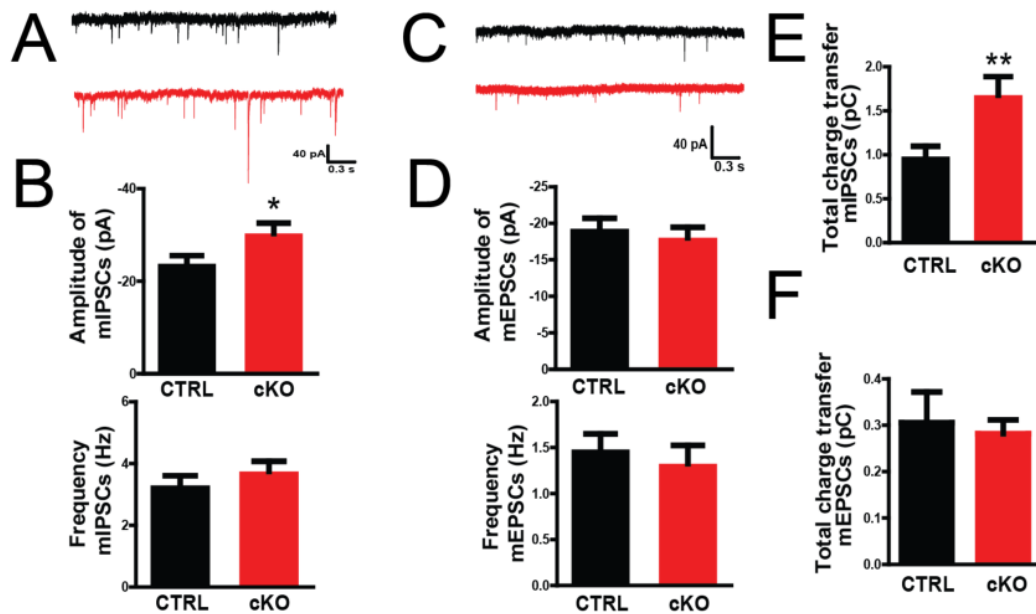 A
40 pA
0.3 s
B
Amplitude of
mIPSCs (pA)
-40
-20
0
*
CTRL
cKO
Frequency
mIPSCs (Hz)
6
4
2
0
CTRL
cKO
C
40 pA
0.3 s
D
Amplitude of
mEPSCs (pA)
-25
-20
-15
-10
-5
0
CTRL
cKO
Frequency
mEPSCs (Hz)
2.0
1.5
1.0
0.5
0.0
CTRL
cKO
E
Total charge transfer
mIPSCs (pC)
2.0
1.5
1.0
0.5
0.0
**
CTRL
cKO
F
Total charge transfer
mEPSCs (pC)
0.4
0.3
0.2
0.1
0.0
CTRL
cKO